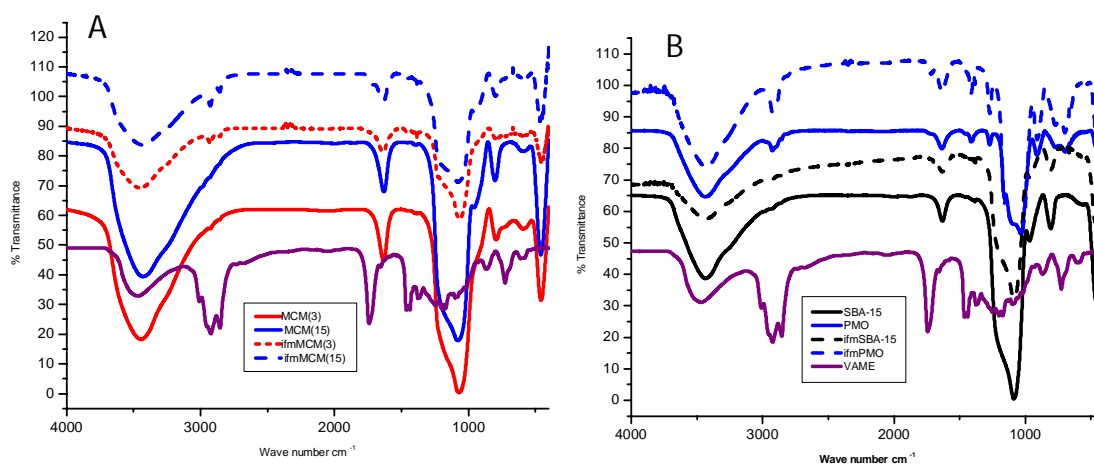 A
% Transmittance
120
110
100
90
80
70
60
50
40
30
20
10
0
MCM(3)
MCM(15)
ifmMCM(3)
ifmMCM(15)
4000
3000
2000
1000
Wave number cm -1
B
% Transmittance
120
110
100
90
80
70
60
50
40
30
20
10
0
SBA-15
PMO
ifmSBA-15
ifmPMO
VAME
4000
3000
2000
1000
Wave number cm -1